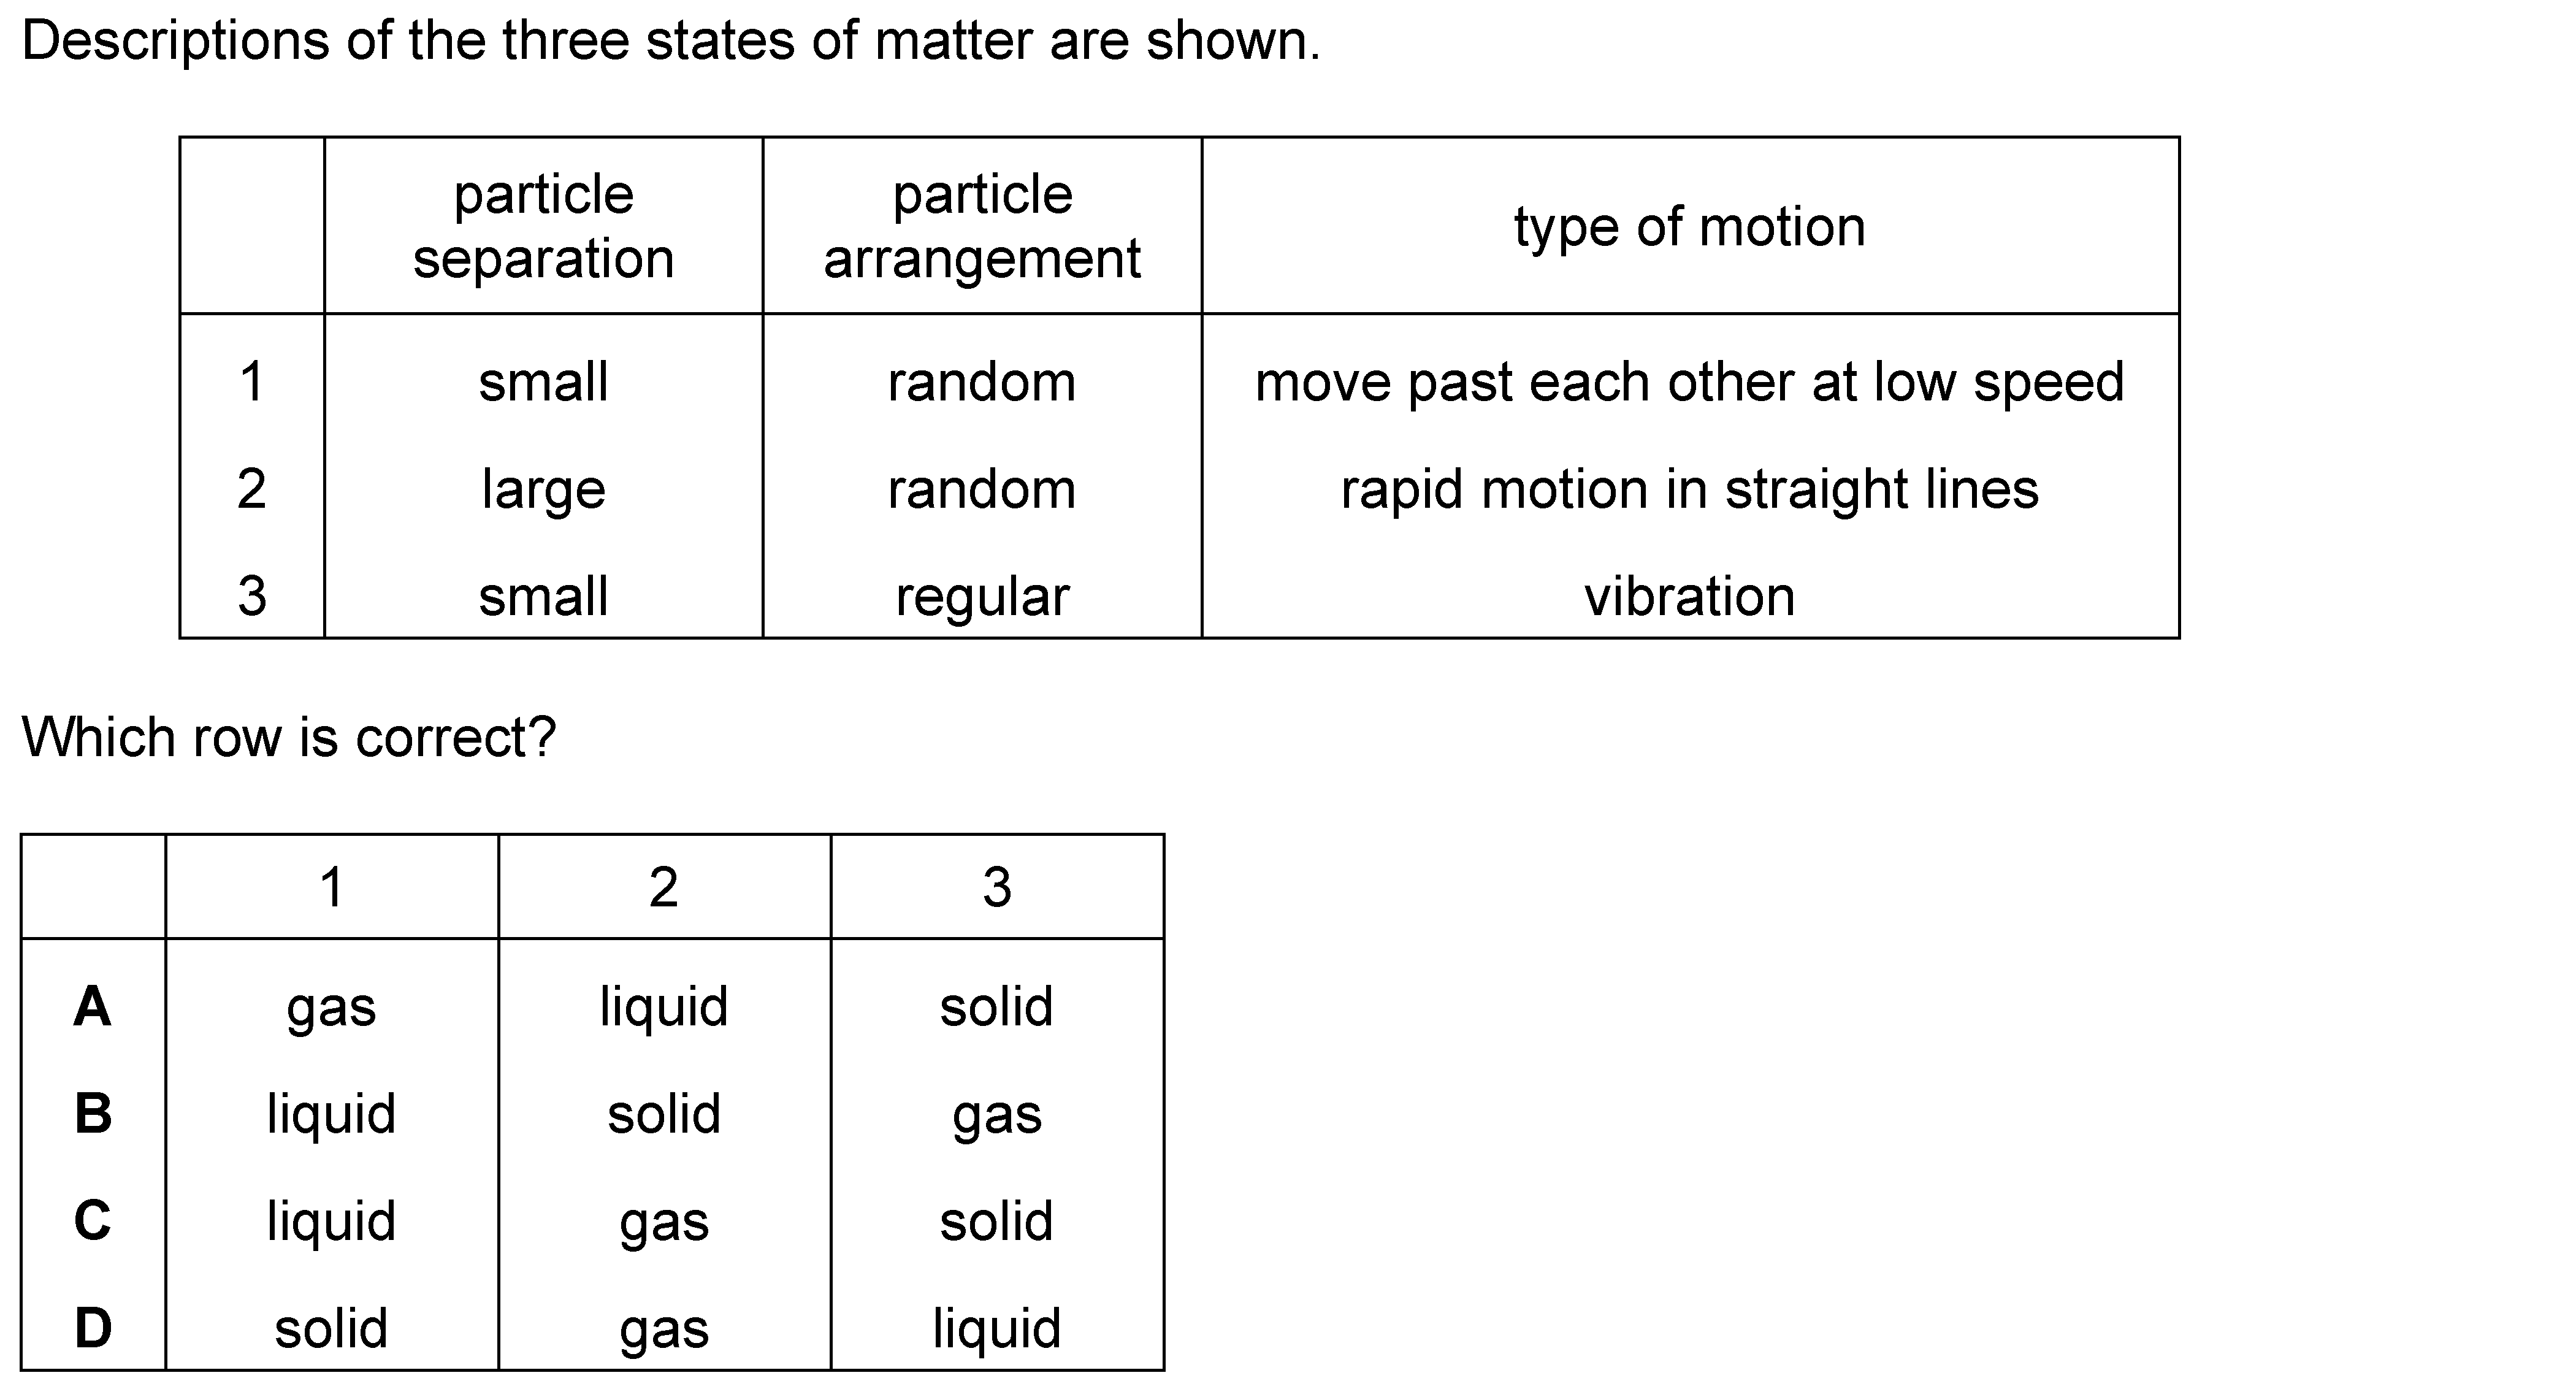 Descriptions of the three states of matter are shown.
particle separation particle arrangement type of motion
1 small random move past each other at low speed
2 large random rapid motion in straight lines
3 small regular vibration
Which row is correct?
1 2 3
A gas liquid solid
B liquid solid gas
C liquid gas solid
D solid gas liquid